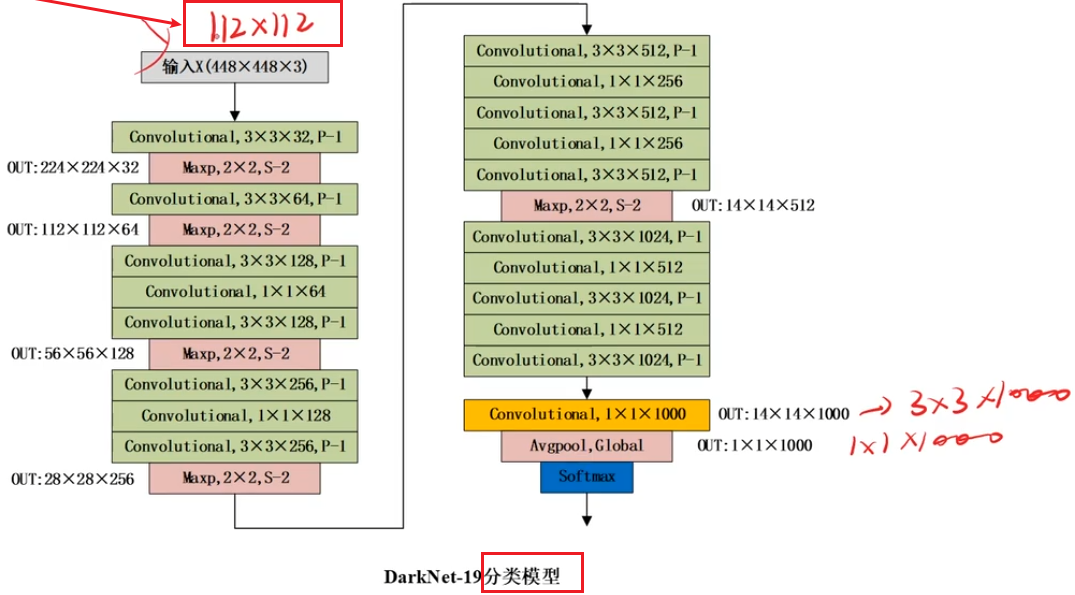 112×112
输入X(448×448×3)
Convolutional,3×3×32,P-1
OUT:224×224×32
Maxp,2×2,S-2
Convolutional,3×3×64,P-1
OUT:112×112×64
Maxp,2×2,S-2
Convolutional,3×3×128,P-1
Convolutional,1×1×64
Convolutional,3×3×128,P-1
OUT:56×56×128
Maxp,2×2,S-2
Convolutional,3×3×256,P-1
Convolutional,1×1×128
Convolutional,3×3×256,P-1
OUT:28×28×256
Maxp,2×2,S-2
Convolutional,3×3×512,P-1
Convolutional,1×1×256
Convolutional,3×3×512,P-1
Convolutional,1×1×256
Convolutional,3×3×512,P-1
Maxp,2×2,S-2
OUT:14×14×512
Convolutional,3×3×1024,P-1
Convolutional,1×1×512
Convolutional,3×3×1024,P-1
Convolutional,1×1×512
Convolutional,3×3×1024,P-1
Convolutional,1×1×1000
OUT:14×14×1000
→ 3×3×1000
Avgpool,Global
OUT:1×1×1000
1×1×1000
Softmax
DarkNet-19分类模型